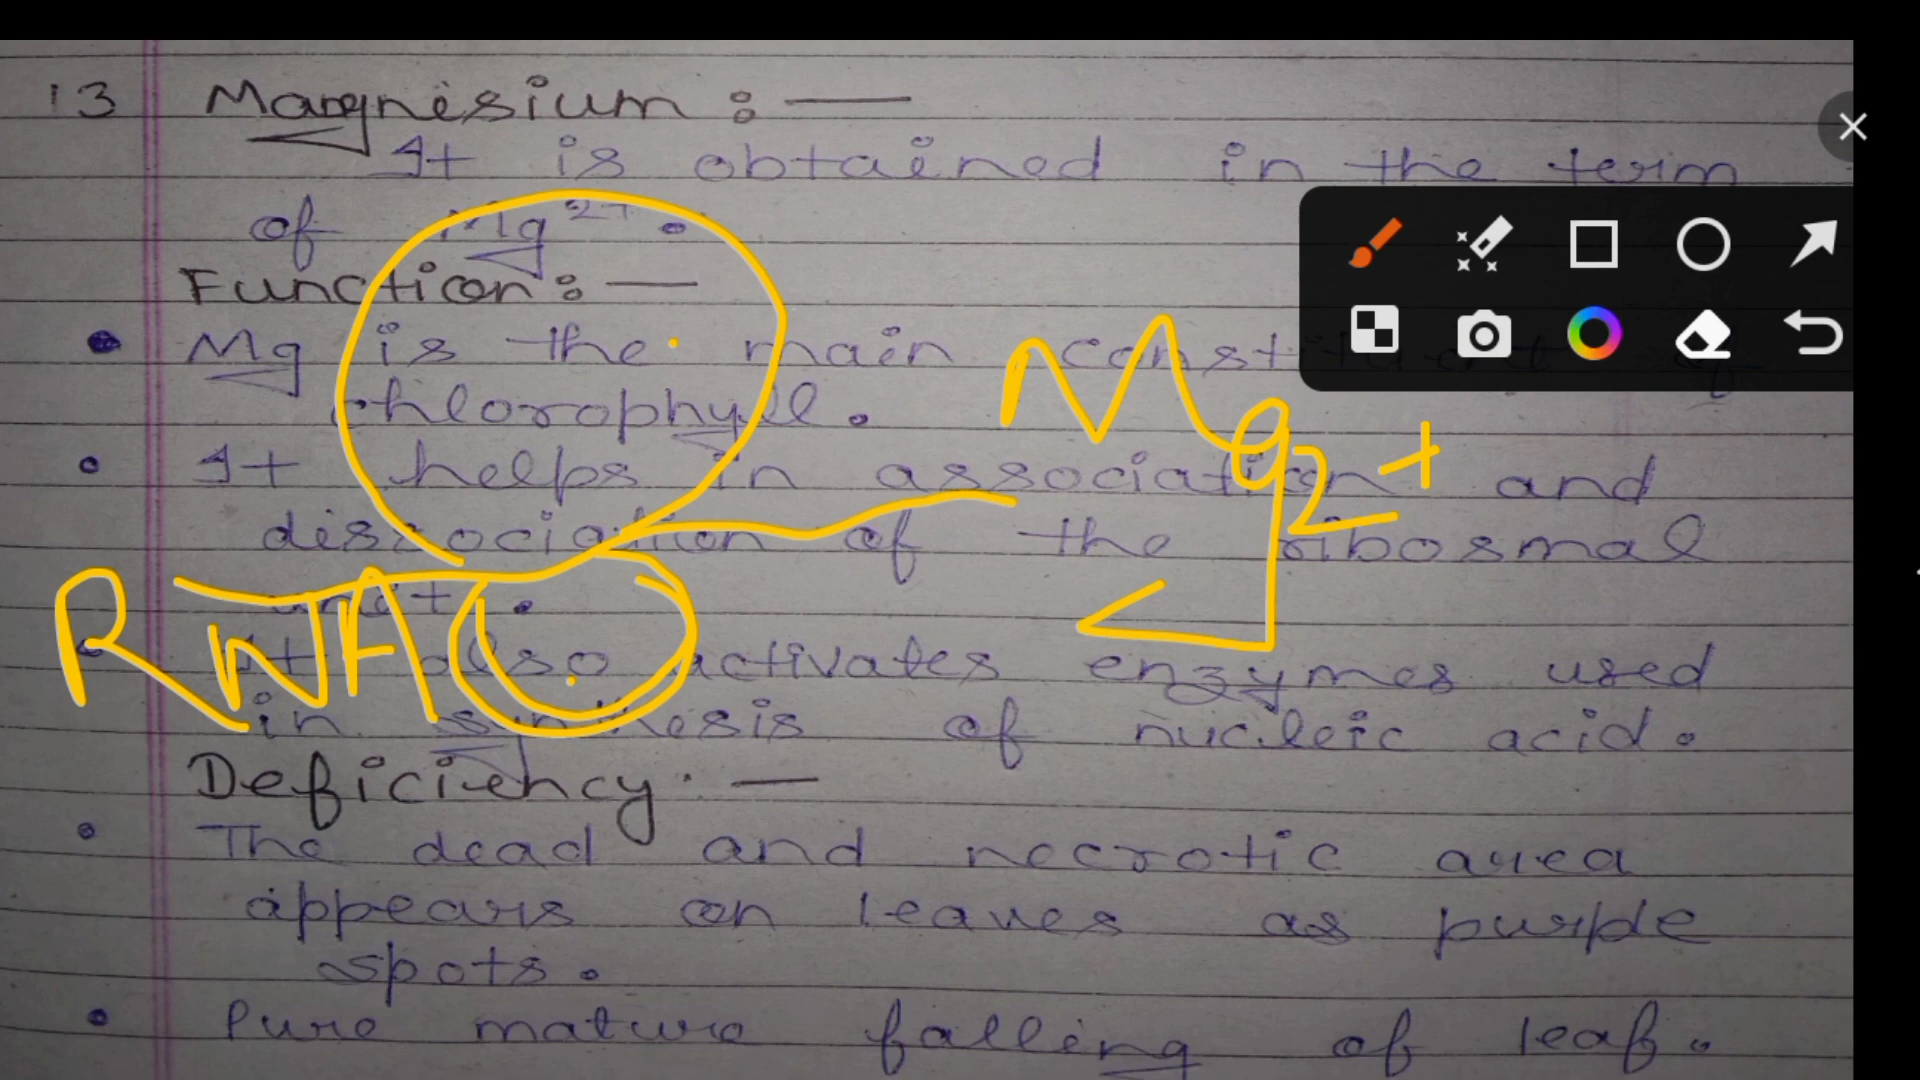 13 Magnesium :—
It is obtained in the term
of Mg2+.
Function :—
Mg is the main constituent of
chlorophyll.
It helps in association and
dissociation of the ribosmal
unit.
It also activates enzymes used
in synthesis of nucleic acid.
Deficiency :—
The dead and necrotic area
appears on leaves as purple
spots.
Pure mature falling of leaf.
Mg2+
RNA